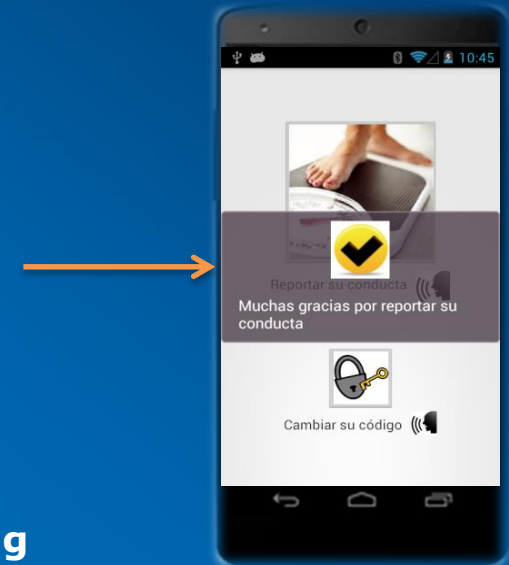 10:45
Reportar su conducta
Muchas gracias por reportar su
conducta
Cambiar su código
g